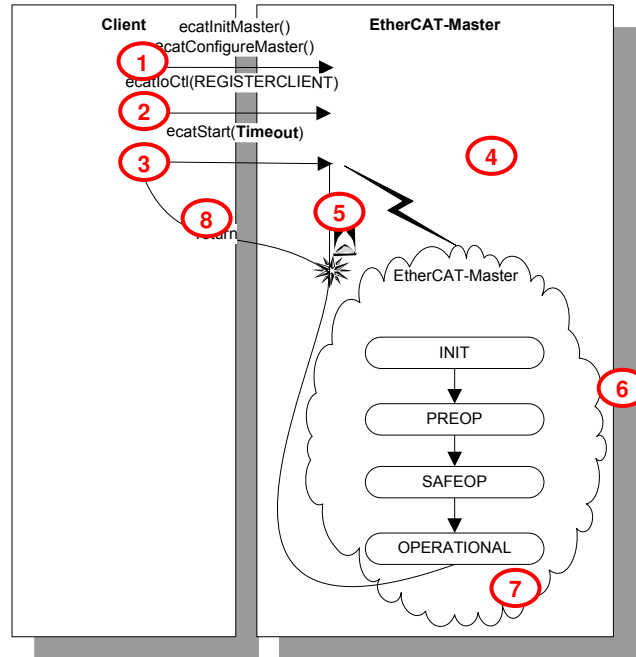 Client
EtherCAT-Master
ecatInitMaster()
ecatConfigureMaster()
1
ecatIoCtl(REGISTERCLIENT)
2
ecatStart(Timeout)
3
4
5
8
return
EtherCAT-Master
INIT
6
PREOP
SAFEOP
OPERATIONAL
7